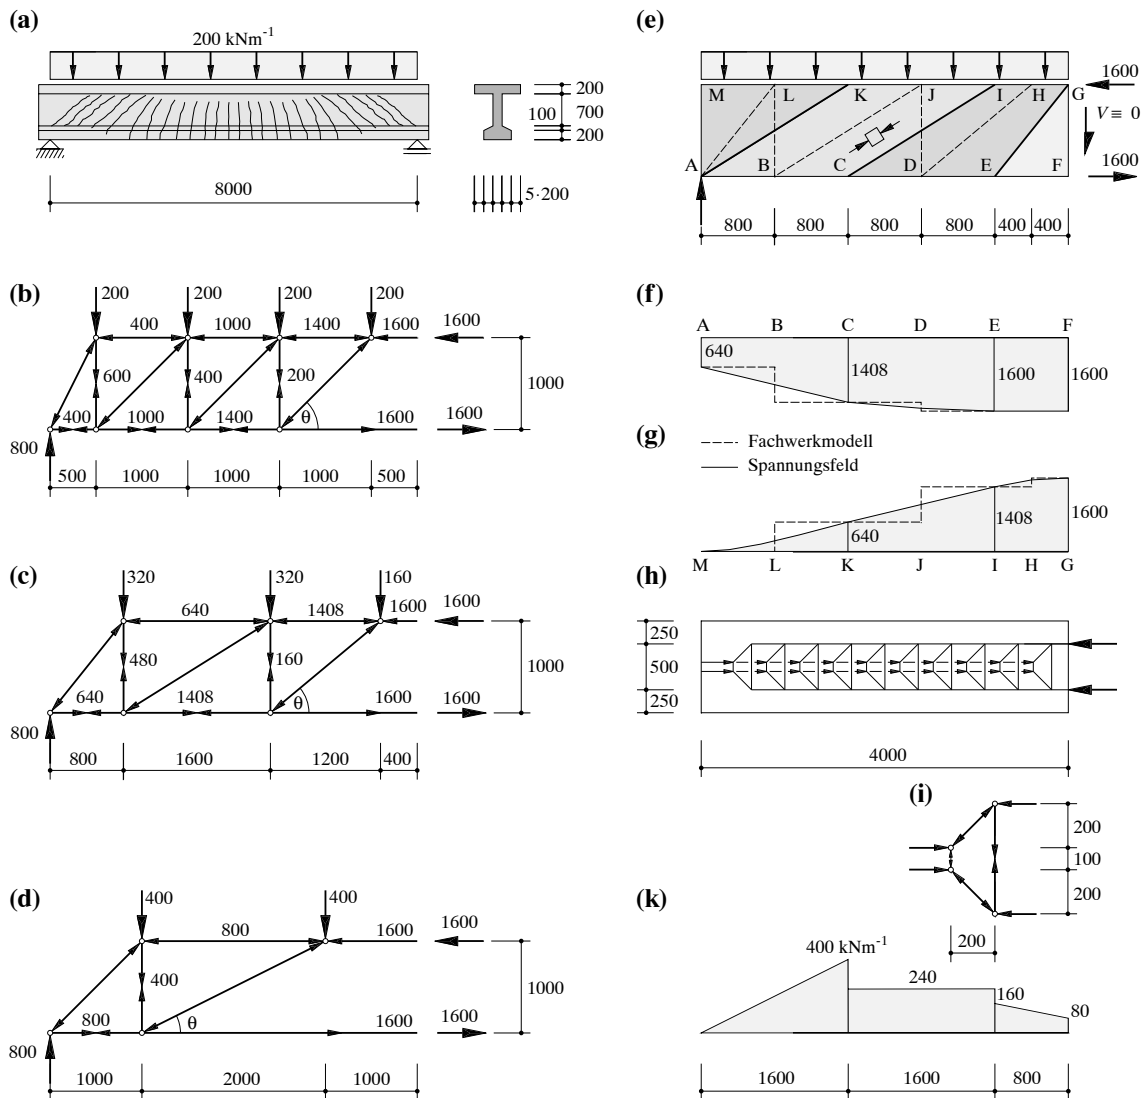 (a)
200 kNm-1
200
100
700
200
8000
5·200
(b)
200 200 200 200
400 1000 1400 1600 1600
600 400 200
1000
400 1000 1400 θ 1600 1600
800
500 1000 1000 1000 500
(c)
320 320 160
640 1408 1600 1600
480 160
1000
640 1408 θ 1600 1600
800
800 1600 1200 400
(d)
400 400
800 1600 1600
400
1000
800 θ 1600 1600
800
1000 2000 1000
(e)
1600
M L K J I H G
V ≡ 0
A B C D E F
1600
800 800 800 800 400 400
(f)
A B C D E F
640 1408 1600 1600
(g)
Fachwerkmodell
Spannungsfeld
640 1408 1600
M L K J I H G
(h)
250
500
250
4000
(i)
200
100
200
200
(k)
400 kNm-1
240
160
80
1600 1600 800